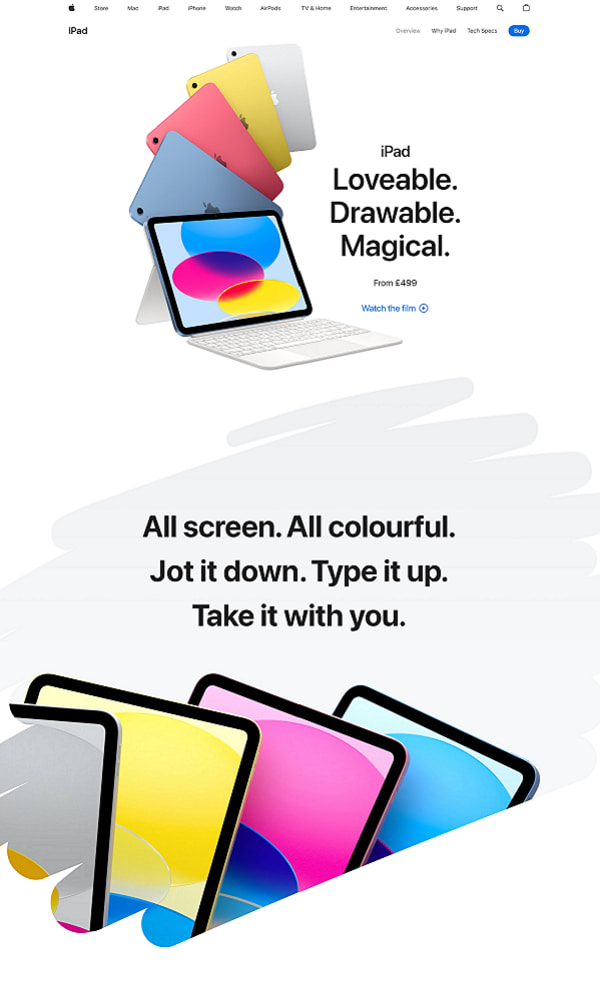 Store Mac iPad iPhone Watch AirPods TV & Home Entertainment Accessories Support
iPad
Overview Why iPad Tech Specs Buy
iPad
Loveable.
Drawable.
Magical.
From £499
Watch the film
All screen. All colourful.
Jot it down. Type it up.
Take it with you.